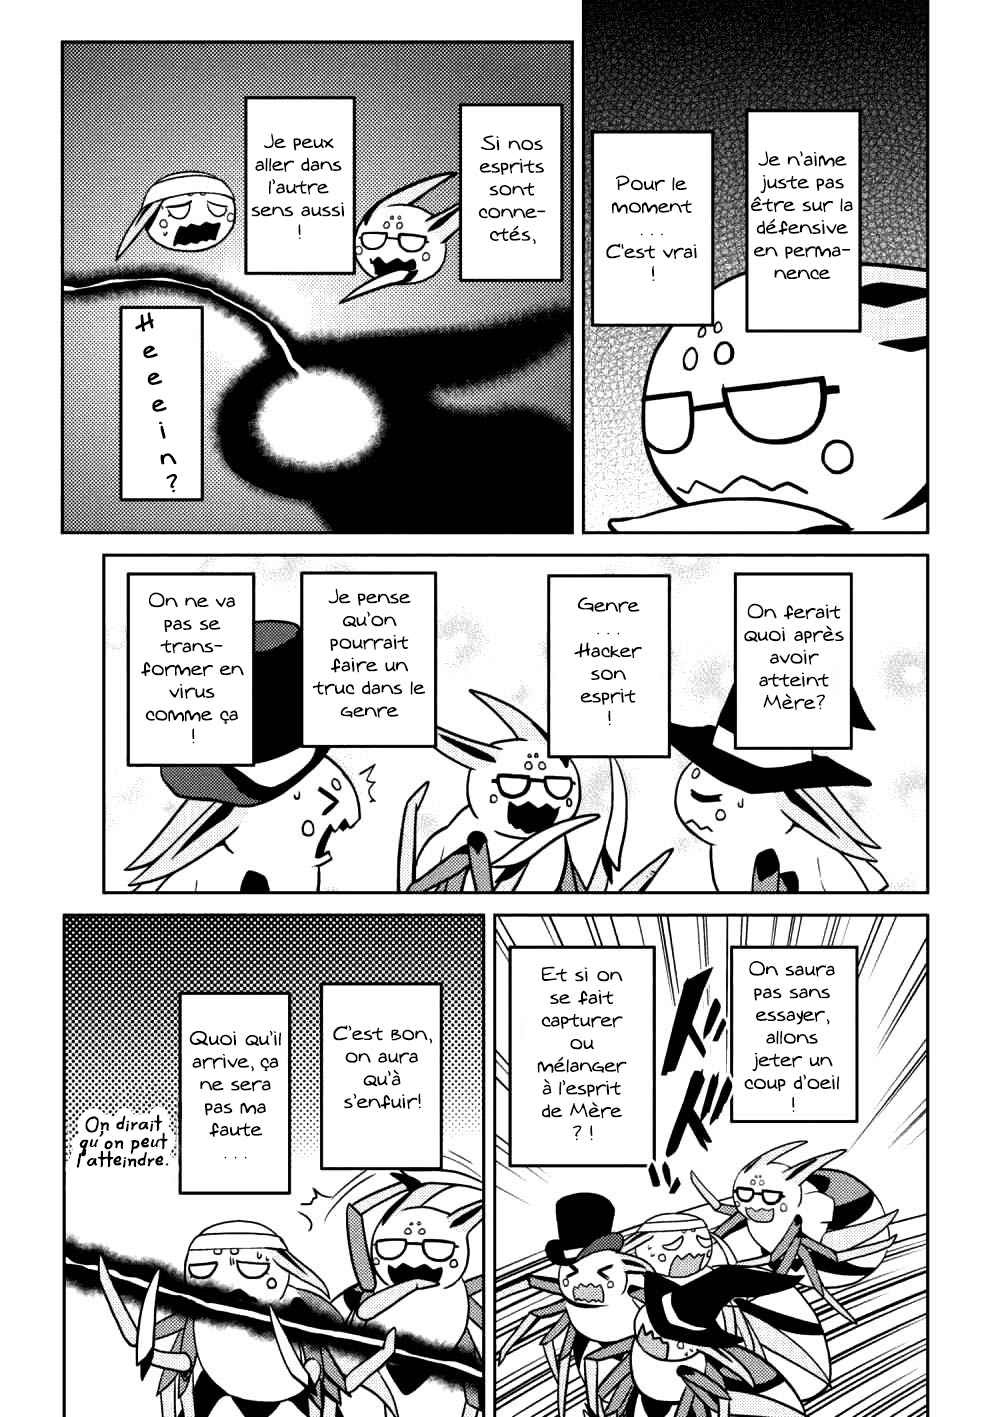 Je n'aime
juste pas
être sur la
défensive
en perma-
nence
Pour le
moment
...
C'est vrai
!
Si nos
esprits
sont
conne-
ctés,
Je peux
aller dans
l'autre
sens aussi
!
H
e
e
e
i
n
?
On ferait
quoi après
avoir
atteint
Mère?
Genre
...
Hacker
son
esprit
!
Je pense
qu'on
pourrait
faire un
truc dans le
genre
On ne va
pas se
trans-
former en
virus
comme ça
!
On saura
pas sans
essayer,
allons
jeter un
coup d'oeil
!
Et si on
se fait
capturer
ou
mélanger
à l'esprit
de Mère
?!
ドドド
C'est bon,
on aura
qu'à
s'enfuir!
Quoi qu'il
arrive, ça
ne sera
pas ma
faute
...
On dirait
qu'on peut
l'atteindre.